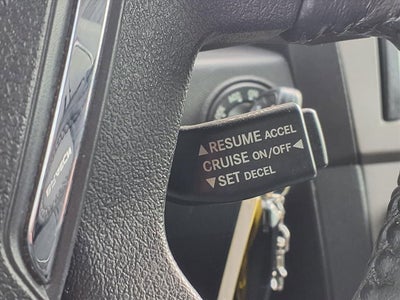 ▲RESUME ACCEL
CRUISE ON/OFF◀
▼SET DECEL